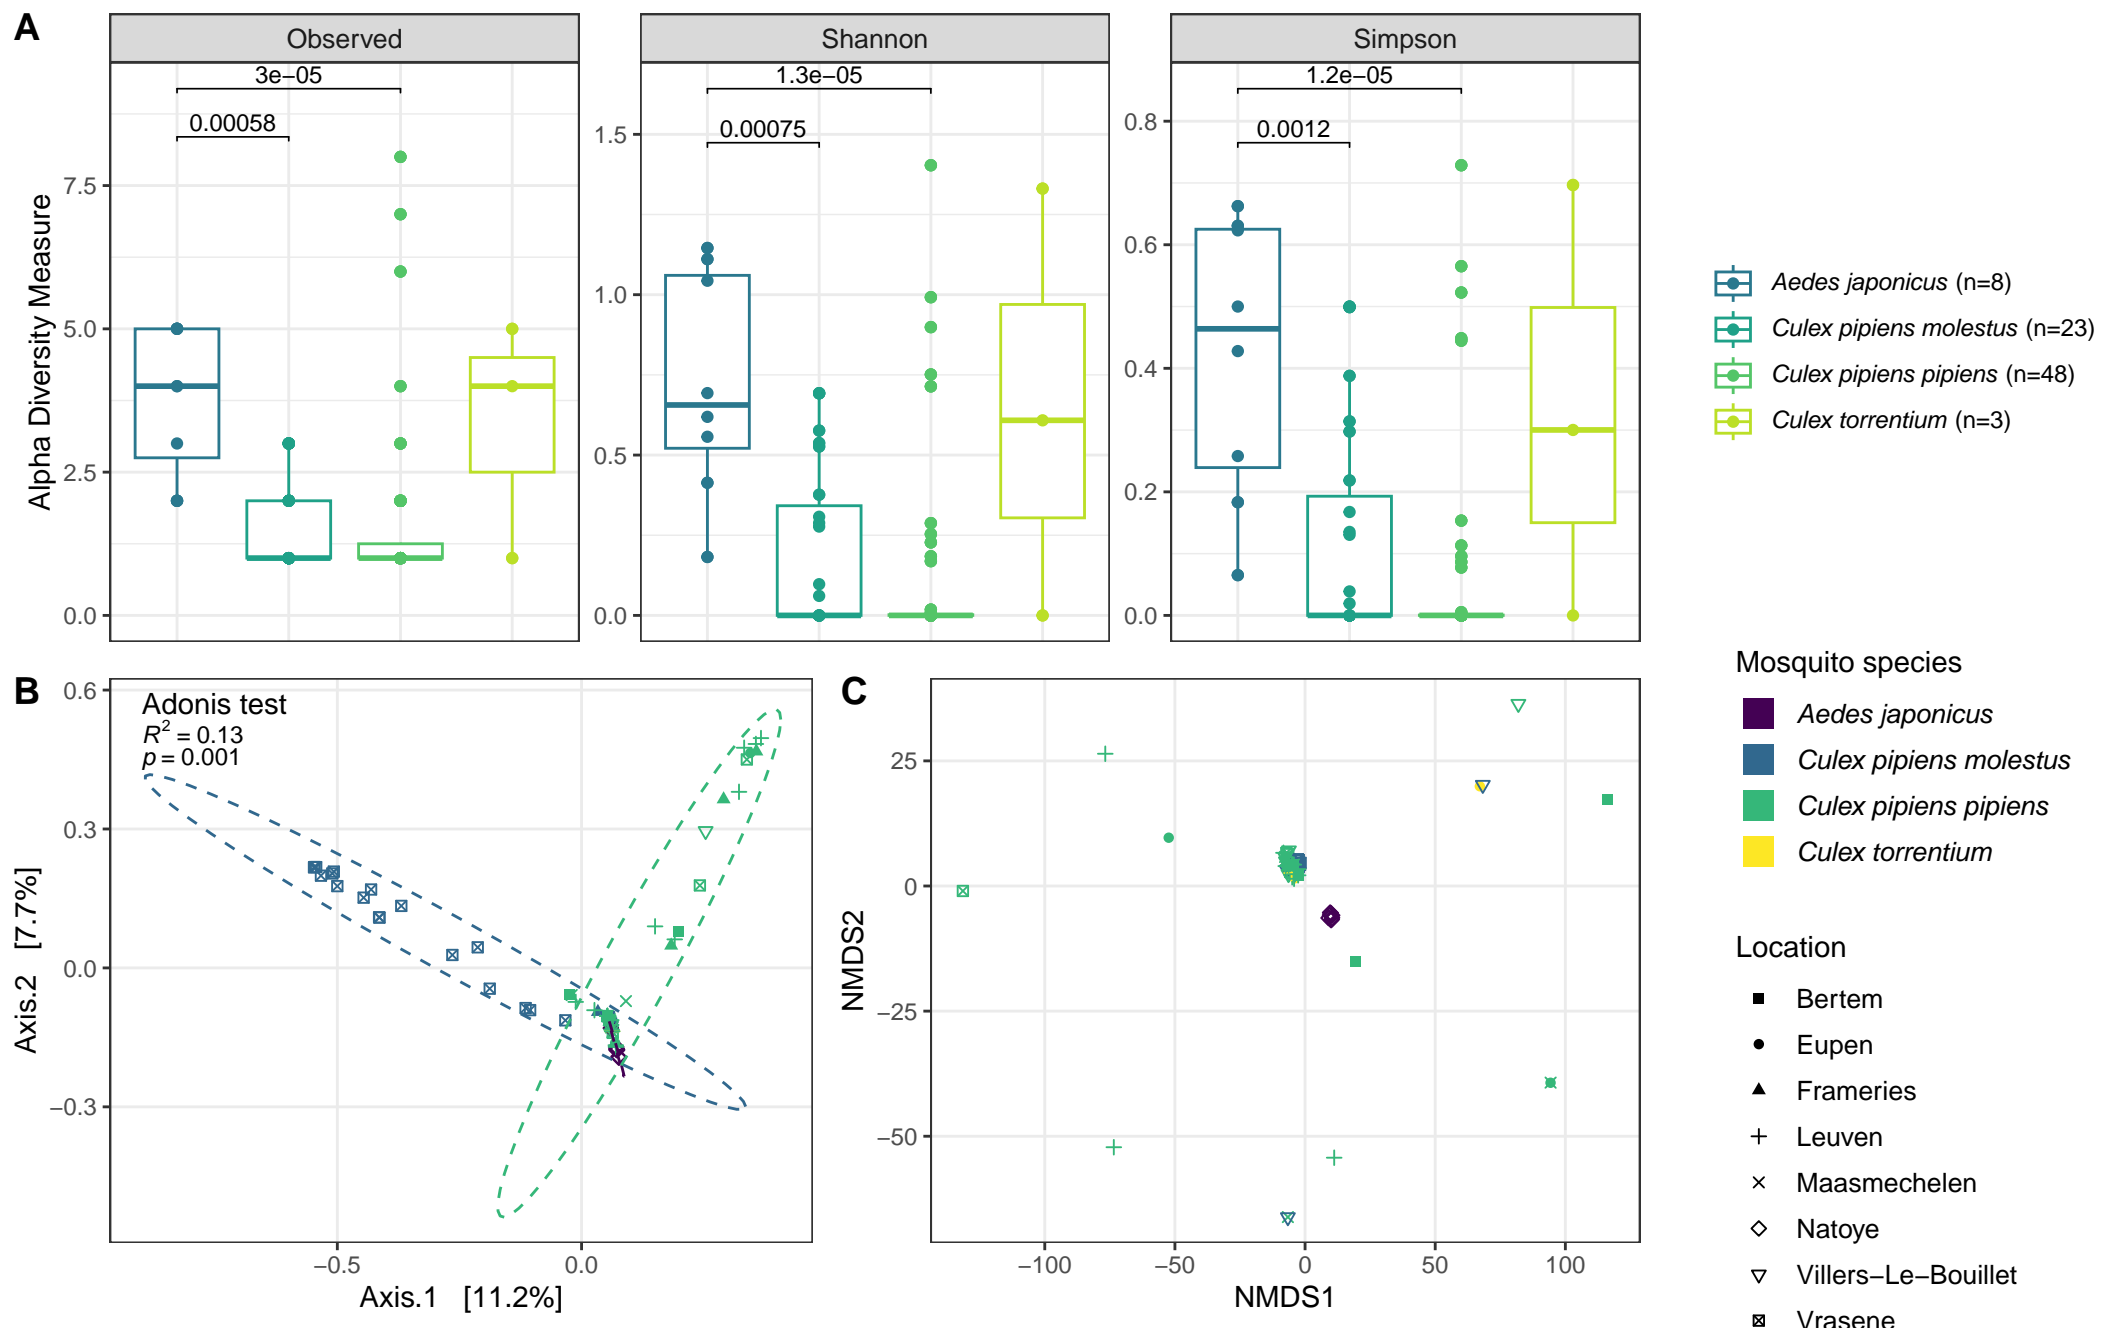 A
Observed
Shannon
Simpson
3e−05
0.00058
1.3e−05
0.00075
1.2e−05
0.0012
Alpha Diversity Measure
7.5
5.0
2.5
0.0
1.5
1.0
0.5
0.0
0.8
0.6
0.4
0.2
0.0
Aedes japonicus (n=8)
Culex pipiens molestus (n=23)
Culex pipiens pipiens (n=48)
Culex torrentium (n=3)
B
Adonis test
R² = 0.13
p = 0.001
Axis.2 [7.7%]
0.6
0.3
0.0
−0.3
−0.5
0.0
Axis.1 [11.2%]
C
NMDS2
25
0
−25
−50
−100
−50
0
50
100
NMDS1
Mosquito species
Aedes japonicus
Culex pipiens molestus
Culex pipiens pipiens
Culex torrentium
Location
Bertem
Eupen
Frameries
Leuven
Maasmechelen
Natoye
Villers−Le−Bouillet
Vrasene